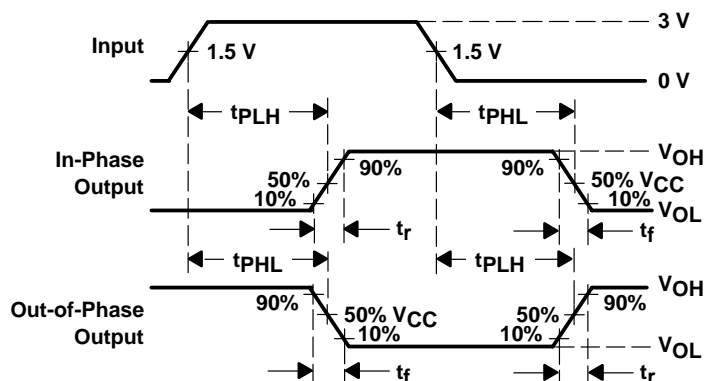 3 V
Input
1.5 V
1.5 V
0 V
tPLH
tPHL
In-Phase
Output
VOH
90%
90%
50%
50% VCC
10%
10%
VOL
tr
tf
tPHL
tPLH
Out-of-Phase
Output
VOH
90%
90%
50% VCC
50%
10%
10%
VOL
tf
tr